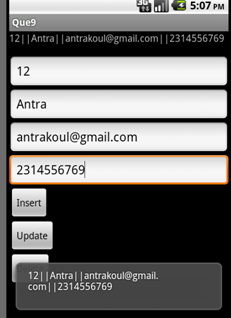 5:07 PM
Que9
12||Antra||antrakoul@gmail.com||2314556769
12
Antra
antrakoul@gmail.com
2314556769
Insert
Update
12||Antra||antrakoul@gmail.
com||2314556769